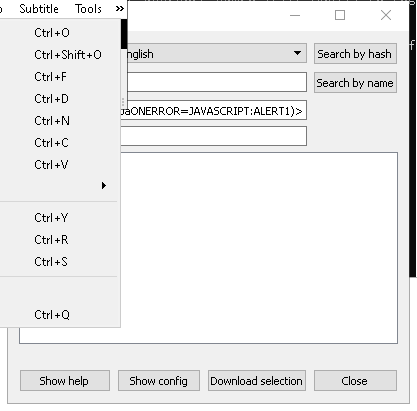 Subtitle Tools »
Ctrl+O
Ctrl+Shift+O
Ctrl+F
Ctrl+D
Ctrl+N
Ctrl+C
Ctrl+V
Ctrl+Y
Ctrl+R
Ctrl+S
Ctrl+Q
nglish
Search by hash
Search by name
JaONERROR=JAVASCRIPT:ALERT1)>
Show help
Show config
Download selection
Close